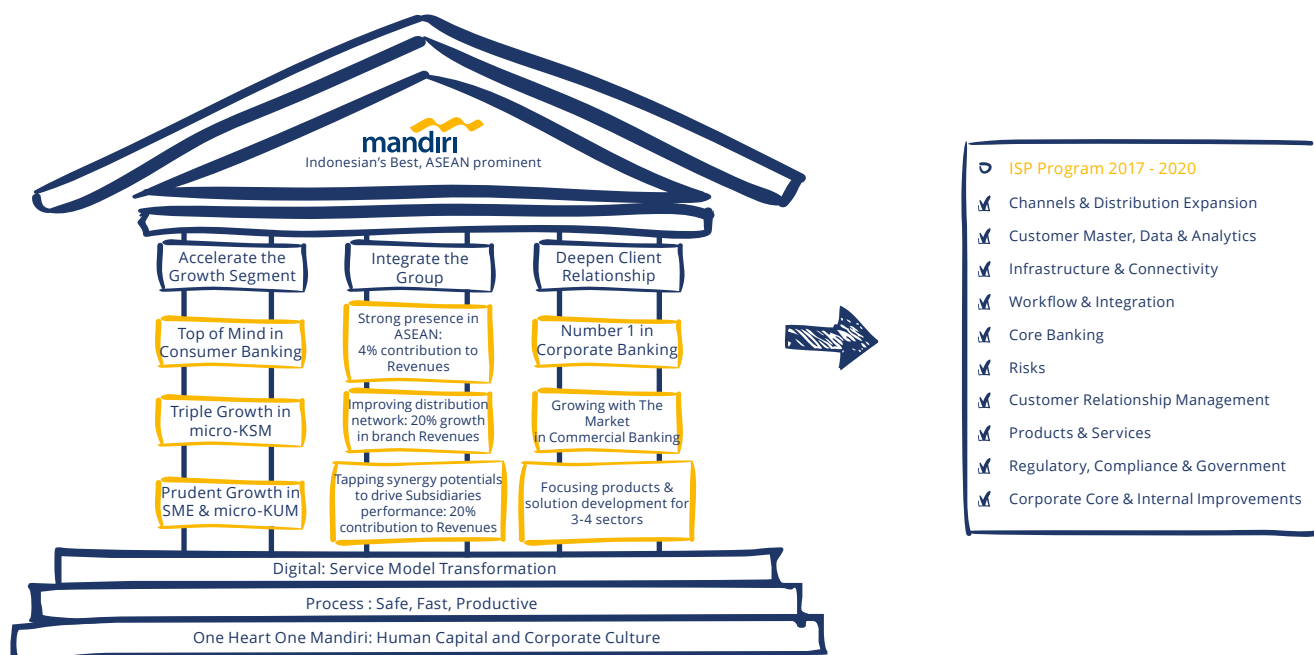 mandiri
Indonesian's Best, ASEAN prominent
Accelerate the
Growth Segment
Top of Mind in
Consumer Banking
Triple Growth in
micro-KSM
Prudent Growth in
SME & micro-KUM
Integrate the
Group
Strong presence in
ASEAN:
4% contribution to
Revenues
Improving distribution
network: 20% growth
in branch Revenues
Tapping synergy potentials
to drive Subsidiaries
performance: 20%
contribution to Revenues
Deepen Client
Relationship
Number 1 in
Corporate Banking
Growing with The
Market
in Commercial Banking
Focusing products &
solution development for
3-4 sectors
Digital: Service Model Transformation
Process : Safe, Fast, Productive
One Heart One Mandiri: Human Capital and Corporate Culture
ISP Program 2017 - 2020
Channels & Distribution Expansion
Customer Master, Data & Analytics
Infrastructure & Connectivity
Workflow & Integration
Core Banking
Risks
Customer Relationship Management
Products & Services
Regulatory, Compliance & Government
Corporate Core & Internal Improvements